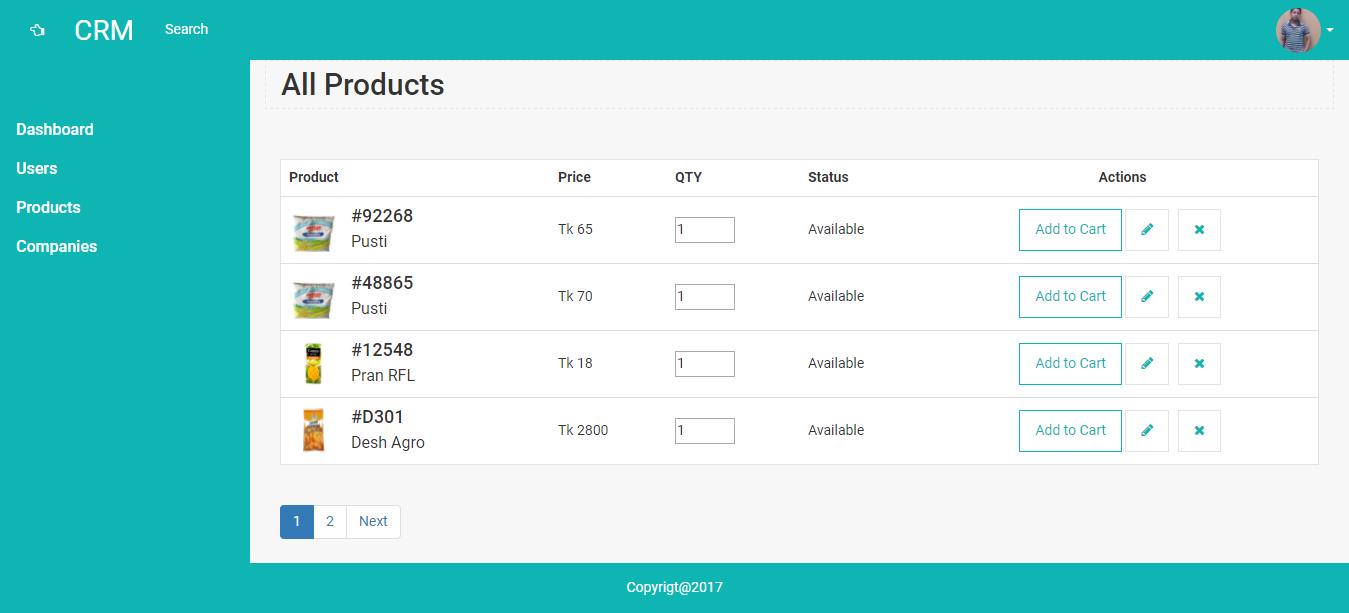 CRM Search
Dashboard
Users
Products
Companies
All Products
Product Price QTY Status Actions
#92268
Pusti Tk 65 1 Available Add to Cart
#48865
Pusti Tk 70 1 Available Add to Cart
#12548
Pran RFL Tk 18 1 Available Add to Cart
#D301
Desh Agro Tk 2800 1 Available Add to Cart
1 2 Next
Copyrigt@2017